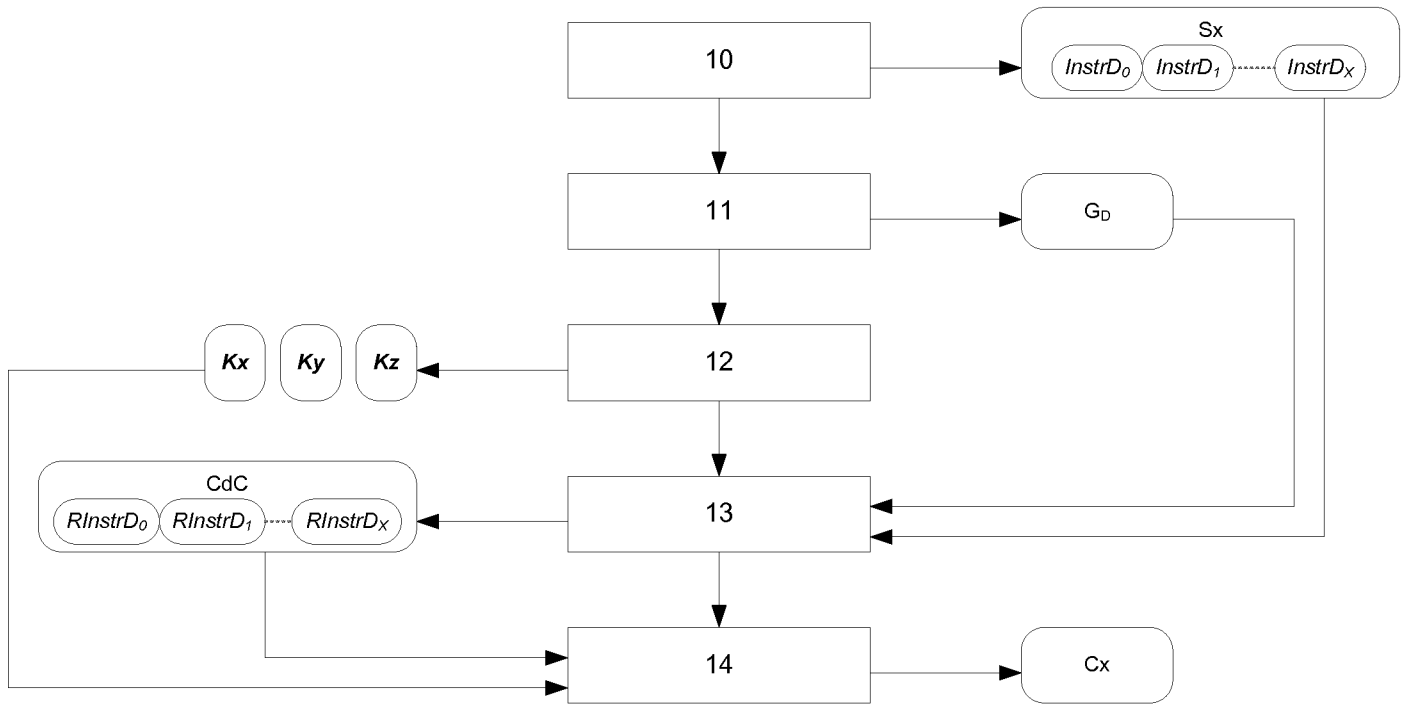 10
Sx
InstrD0 InstrD1 InstrDX
11
GD
Kx Ky Kz
12
CdC
RInstrD0 RInstrD1 RInstrDX
13
14
Cx